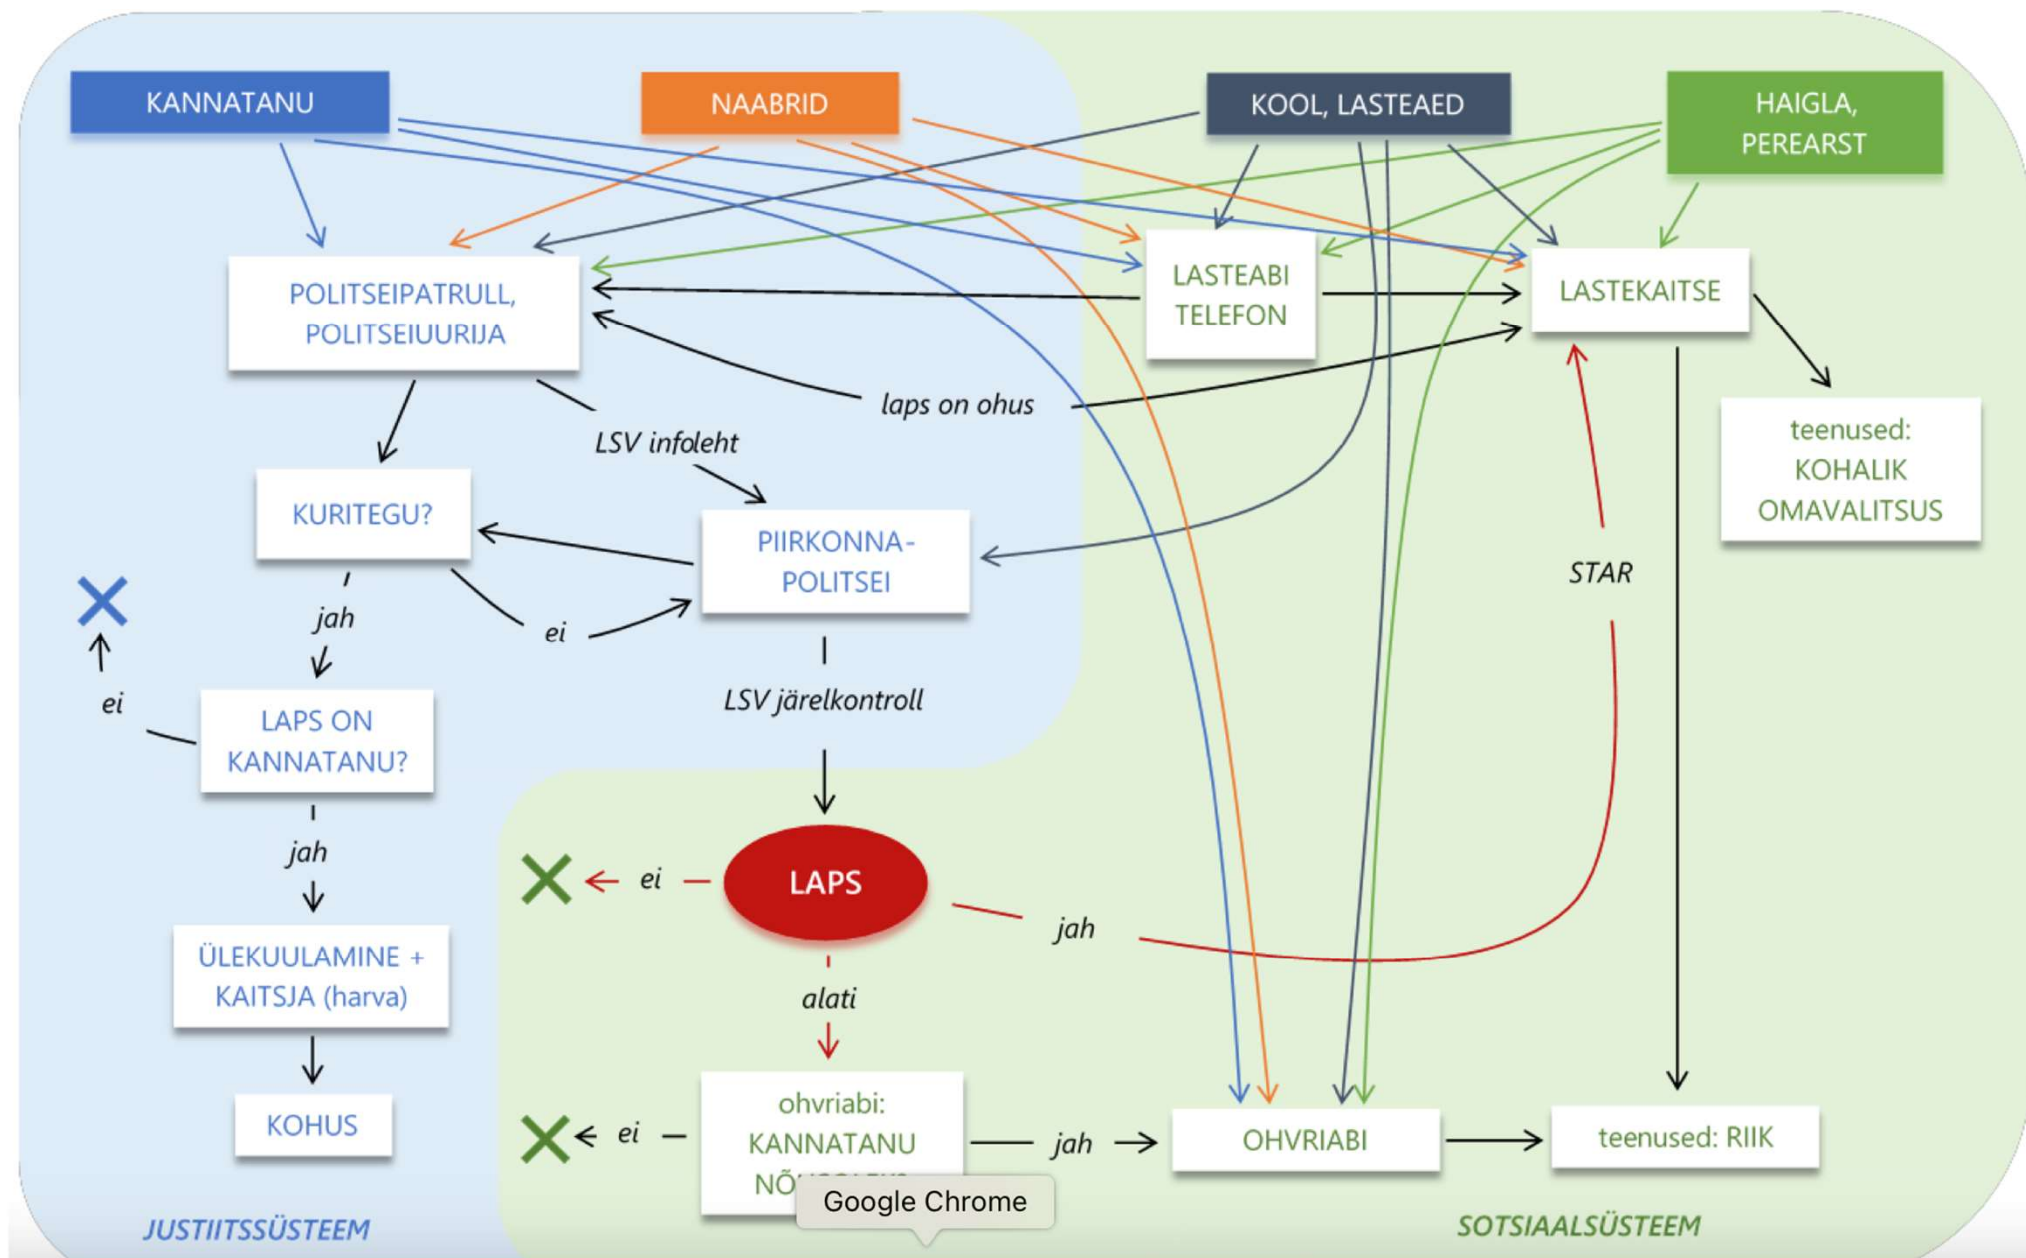 KANNATANU
NAABRID
KOOL, LASTEAED
HAIGLA,
PEREARST
POLITSEIPATRULL,
POLITSEIUURIJA
LASTEABI
TELEFON
LASTEKAITSE
laps on ohus
LSV infoleht
teenused:
KOHALIK
OMAVALITSUS
KURITEGU?
PIIRKONNA-
POLITSEI
STAR
jah
ei
ei
LSV järelkontroll
LAPS ON
KANNATANU?
jah
ei
LAPS
jah
ÜLEKUULAMINE +
KAITSJA (harva)
alati
KOHUS
ohvriabi:
KANNATANU
ei
jah
OHVRIABI
teenused: RIIK
Google Chrome
JUSTIITSSÜSTEEM
SOTSIAALSÜSTEEM